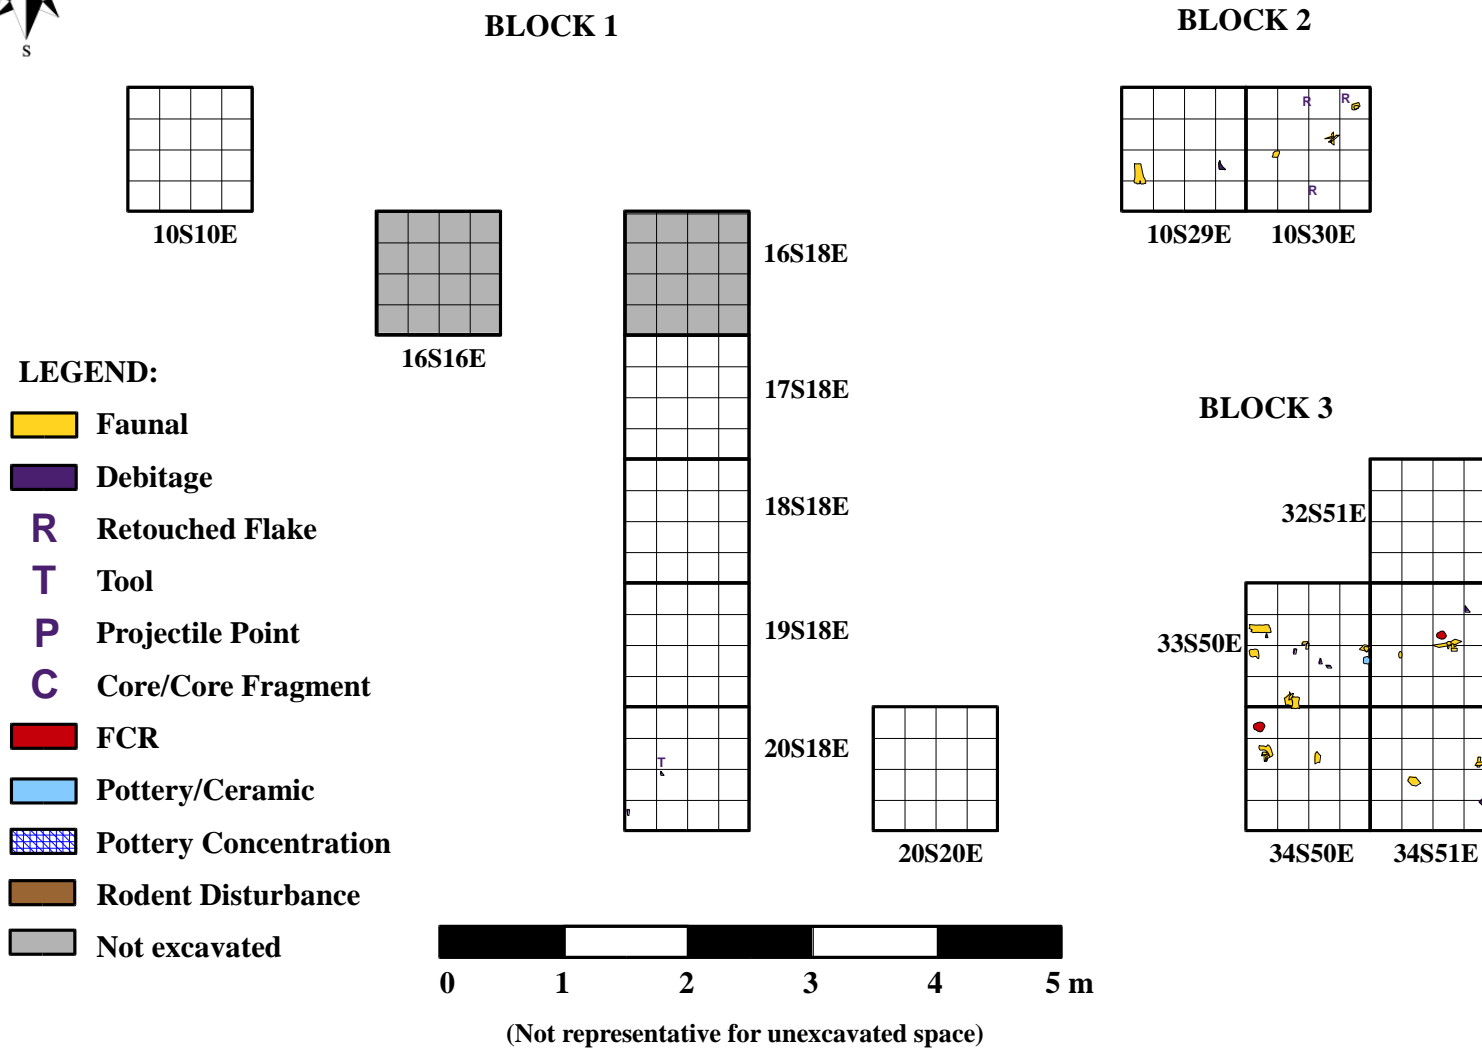 S
BLOCK 1
BLOCK 2
R
R
R
10S10E
10S29E
10S30E
16S18E
16S16E
LEGEND:
Faunal
Debitage
R Retouched Flake
T Tool
P Projectile Point
C Core/Core Fragment
FCR
Pottery/Ceramic
Pottery Concentration
Rodent Disturbance
Not excavated
17S18E
18S18E
19S18E
20S18E
T
20S20E
BLOCK 3
32S51E
33S50E
34S50E
34S51E
0 1 2 3 4 5 m
(Not representative for unexcavated space)